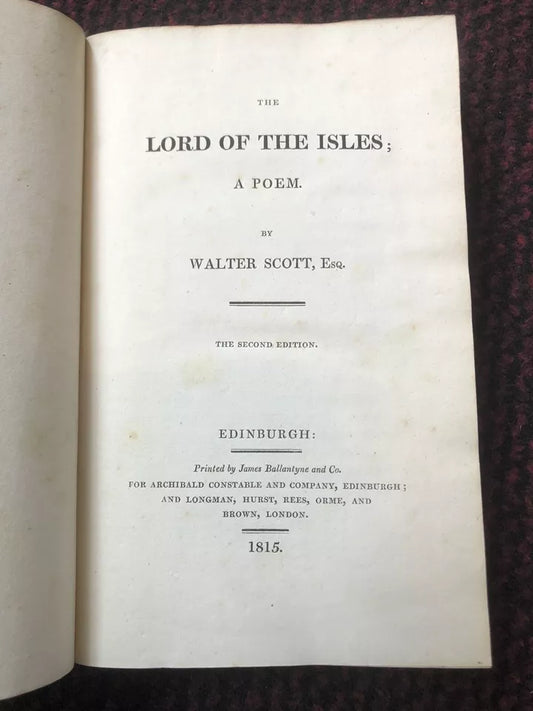 THE
LORD OF THE ISLES;
A POEM.
BY
WALTER SCOTT, Esq.
THE SECOND EDITION.
EDINBURGH:
Printed by James Ballantyne and Co.
FOR ARCHIBALD CONSTABLE AND COMPANY, EDINBURGH;
AND LONGMAN, HURST, REES, ORME, AND
BROWN, LONDON.
1815.